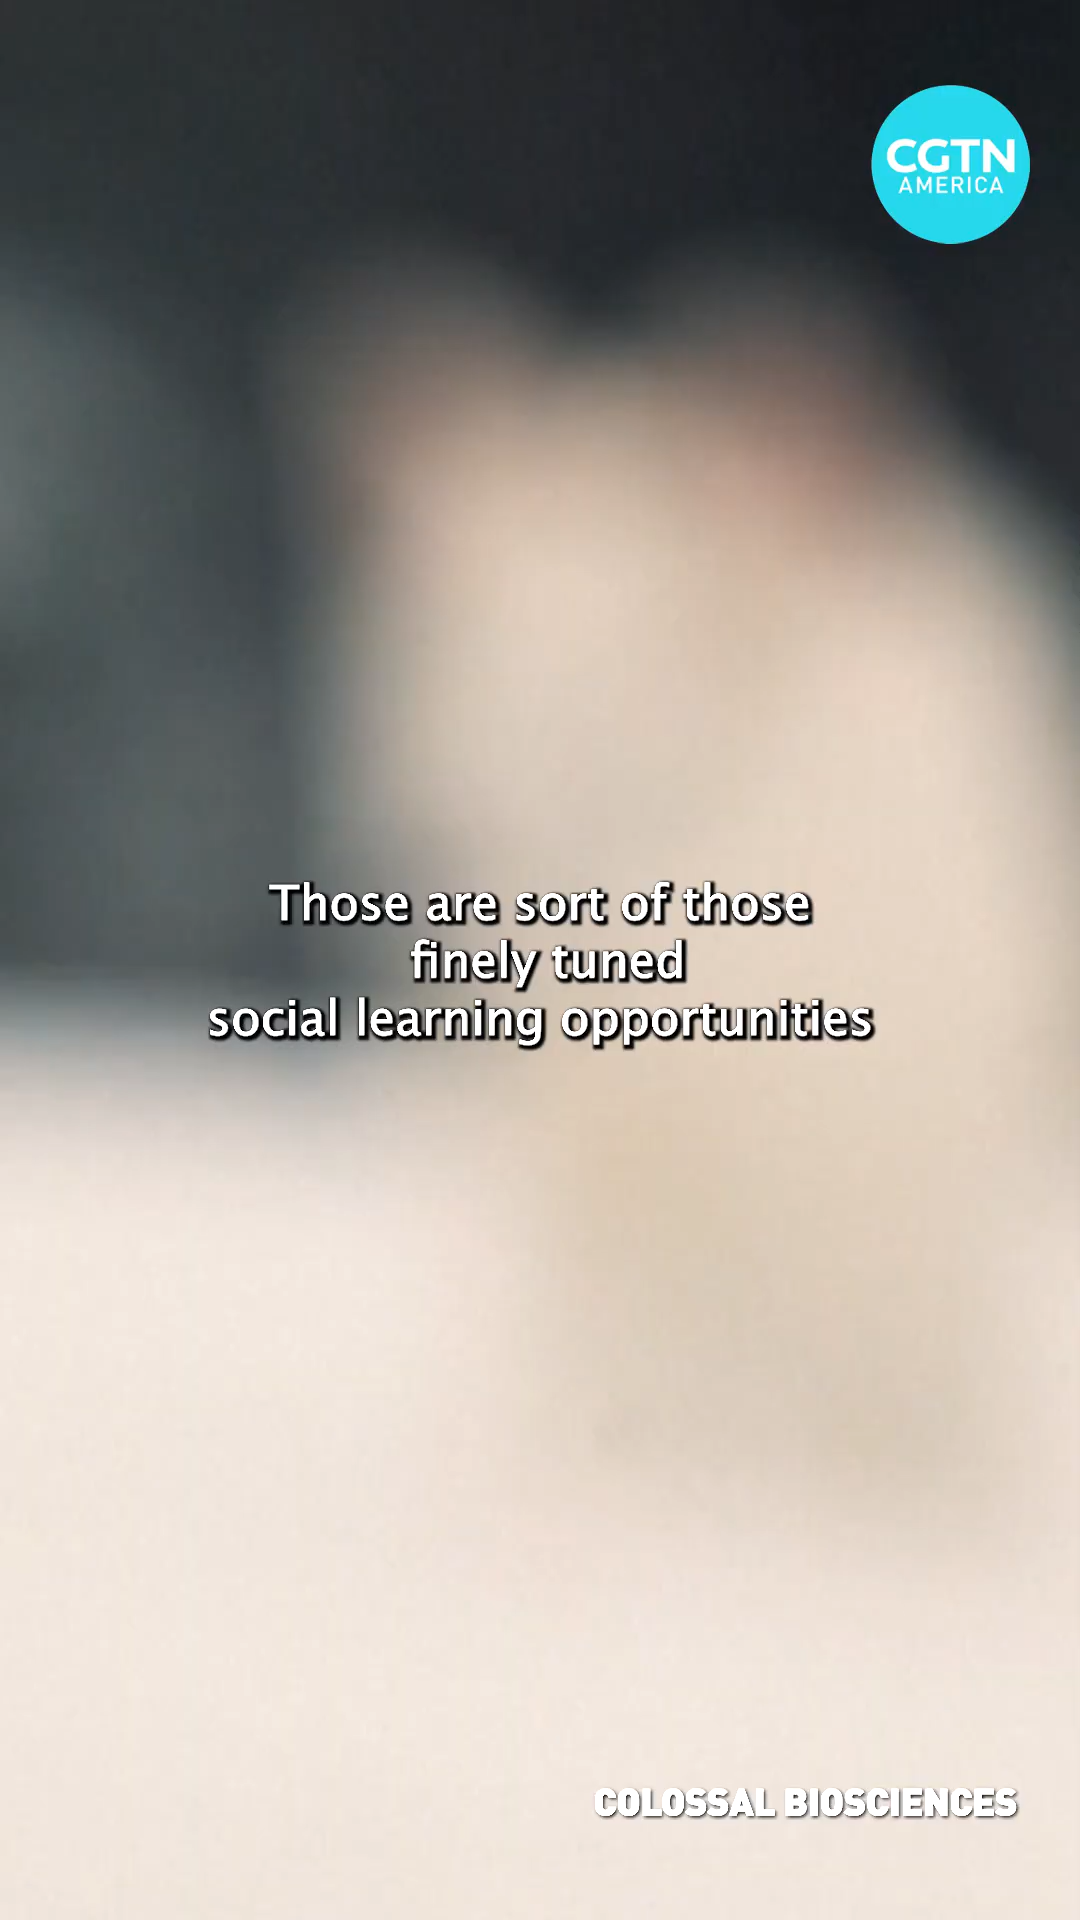 CGTN
AMERICA
Those are sort of those
finely tuned
social learning opportunities
COLOSSAL BIOSCIENCES